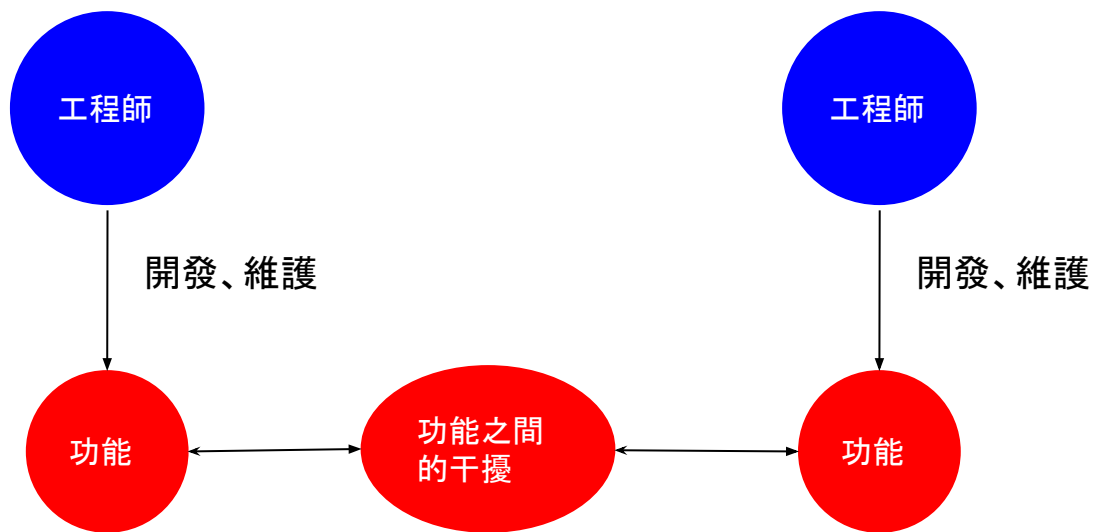 工程師
工程師
開發、維護
開發、維護
功能
功能之間
的干擾
功能